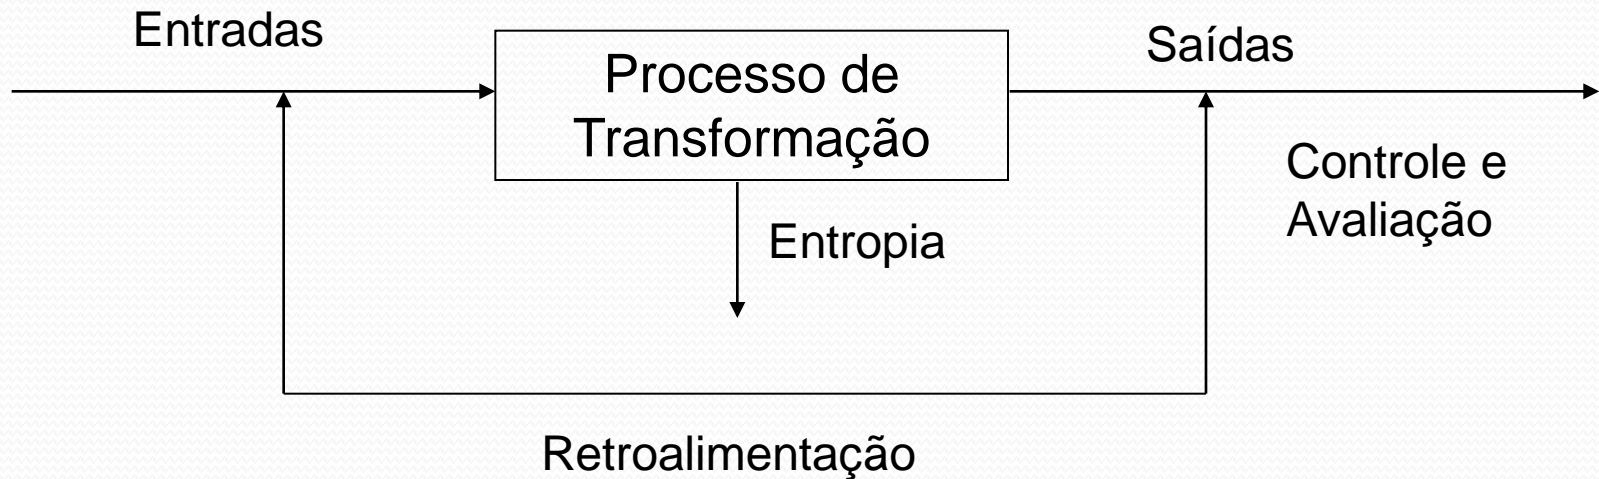 Entradas
Processo de
Transformação
Saídas
Controle e
Avaliação
Entropia
Retroalimentação